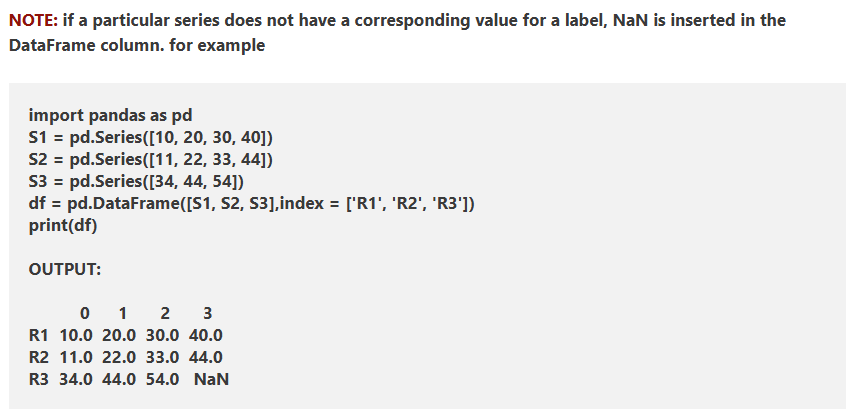 NOTE: if a particular series does not have a corresponding value for a label, NaN is inserted in the
DataFrame column. for example
import pandas as pd
S1 = pd.Series([10, 20, 30, 40])
S2 = pd.Series([11, 22, 33, 44])
S3 = pd.Series([34, 44, 54])
df = pd.DataFrame([S1, S2, S3],index = ['R1', 'R2', 'R3'])
print(df)
OUTPUT:
0 1 2 3
R1 10.0 20.0 30.0 40.0
R2 11.0 22.0 33.0 44.0
R3 34.0 44.0 54.0 NaN